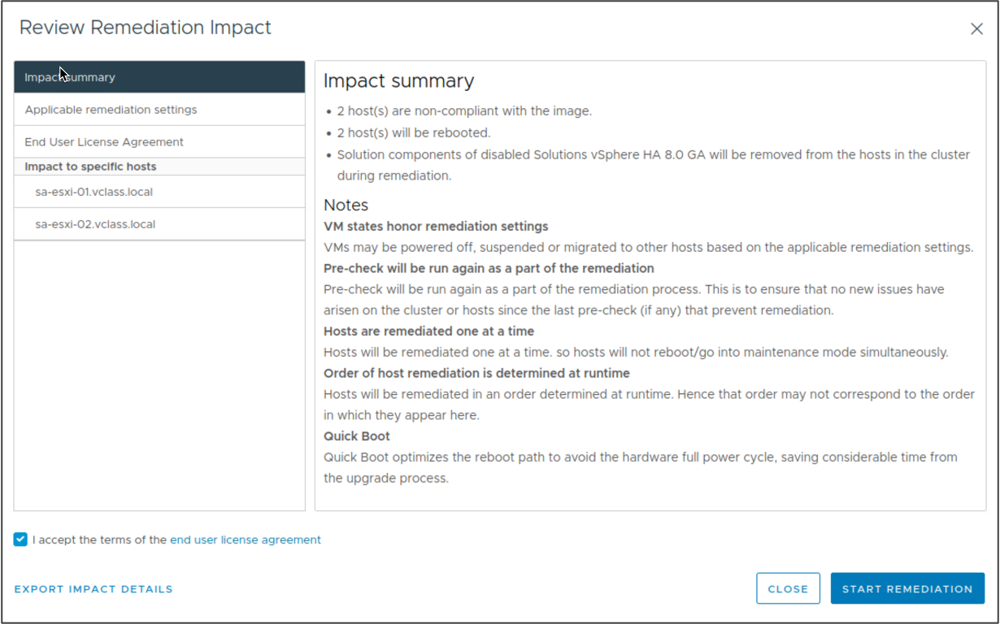 Review Remediation Impact
Impact summary
Applicable remediation settings
End User License Agreement
Impact to specific hosts
sa-esxi-01.vclass.local
sa-esxi-02.vclass.local
Impact summary
• 2 host(s) are non-compliant with the image.
• 2 host(s) will be rebooted.
• Solution components of disabled Solutions vSphere HA 8.0 GA will be removed from the hosts in the cluster
during remediation.
Notes
VM states honor remediation settings
VMs may be powered off, suspended or migrated to other hosts based on the applicable remediation settings.
Pre-check will be run again as a part of the remediation
Pre-check will be run again as a part of the remediation process. This is to ensure that no new issues have
arisen on the cluster or hosts since the last pre-check (if any) that prevent remediation.
Hosts are remediated one at a time
Hosts will be remediated one at a time. so hosts will not reboot/go into maintenance mode simultaneously.
Order of host remediation is determined at runtime
Hosts will be remediated in an order determined at runtime. Hence that order may not correspond to the order
in which they appear here.
Quick Boot
Quick Boot optimizes the reboot path to avoid the hardware full power cycle, saving considerable time from
the upgrade process.
I accept the terms of the end user license agreement
EXPORT IMPACT DETAILS
CLOSE
START REMEDIATION